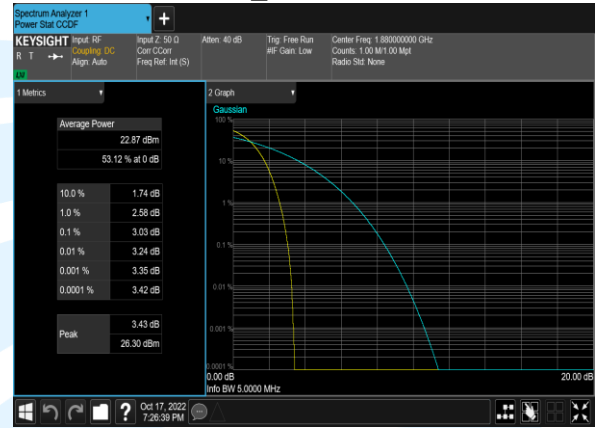 Spectrum Analyzer 1
Power Stat CCDF
KEYSIGHT
R T
LXI
Input: RF
Coupling: DC
Align: Auto
Input Z: 50 Ω
Corr CCorr
Freq Ref: Int (S)
Atten: 40 dB
Trig: Free Run
#IF Gain: Low
Center Freq: 1.880000000 GHz
Counts: 1.00 M/1.00 Mpt
Radio Std: None
1 Metrics
Average Power
22.87 dBm
53.12 % at 0 dB
10.0 % 1.74 dB
1.0 % 2.58 dB
0.1 % 3.03 dB
0.01 % 3.24 dB
0.001 % 3.35 dB
0.0001 % 3.42 dB
Peak
3.43 dB
26.30 dBm
2 Graph
Gaussian
100 %
10 %
1 %
0.1 %
0.01 %
0.001 %
0.0001 %
0.00 dB 20.00 dB
Info BW 5.0000 MHz
?
Oct 17, 2022
7:26:39 PM